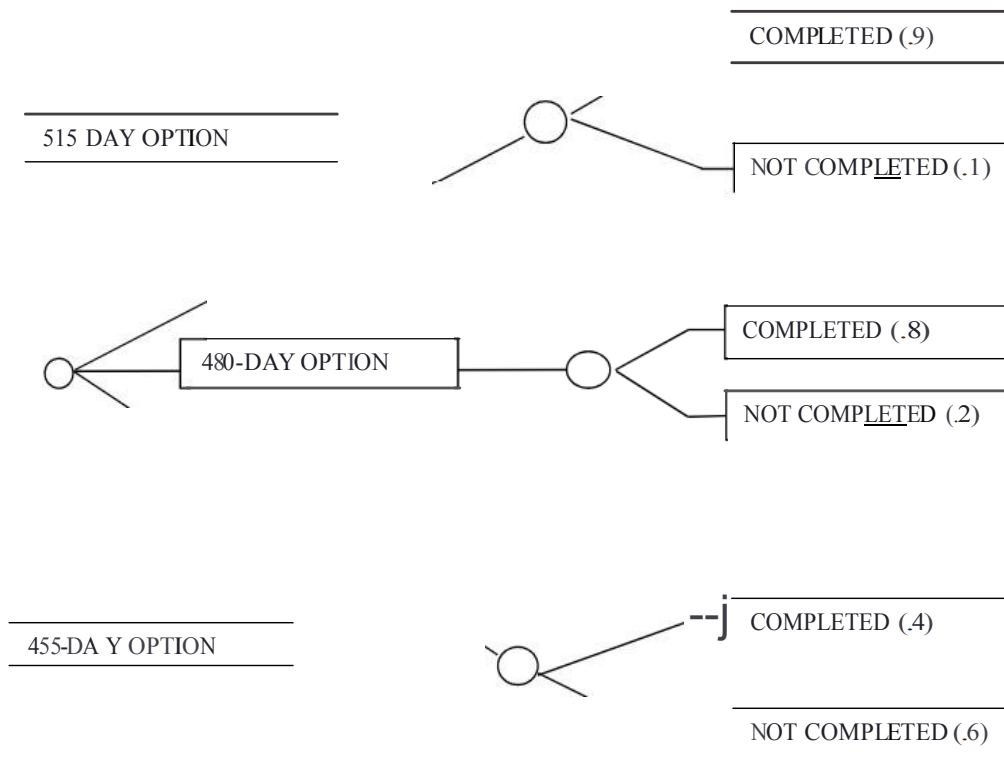 COMPLETED (.9)
515 DAY OPTION
NOT COMPLETED (.1)
480-DAY OPTION
COMPLETED (.8)
NOT COMPLETED (.2)
--j
COMPLETED (.4)
455-DA Y OPTION
NOT COMPLETED (.6)